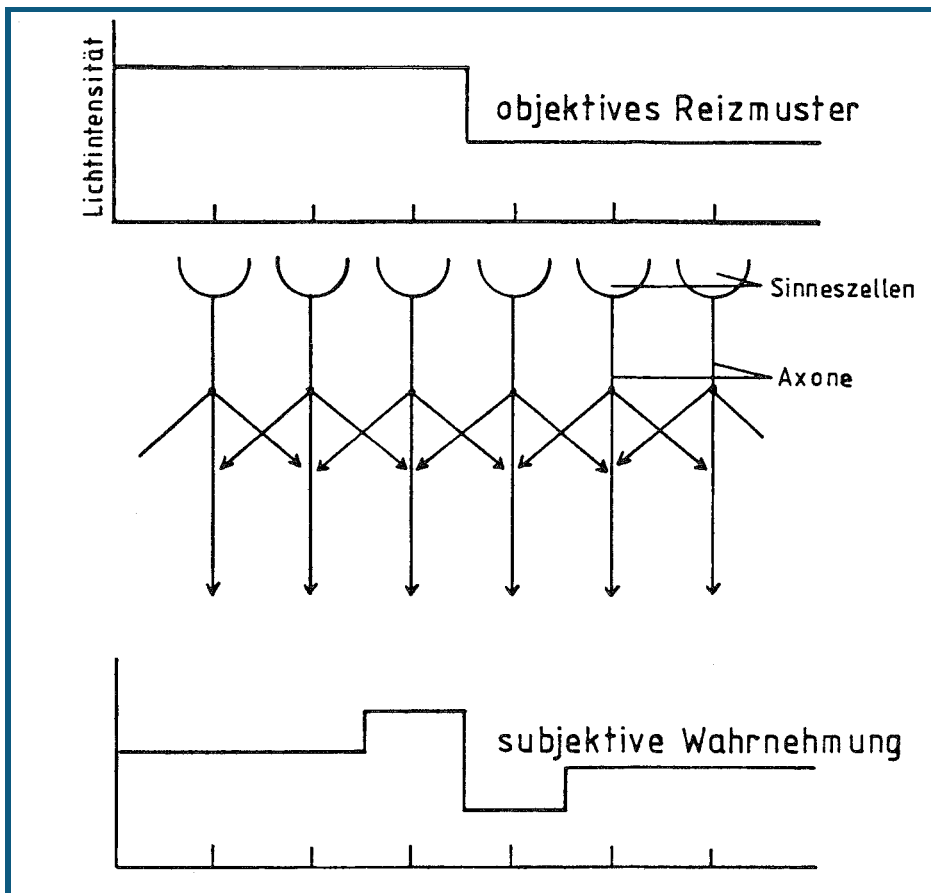 Lichtintensität
objektives Reizmuster
Sinneszellen
Axone
subjektive Wahrnehmung